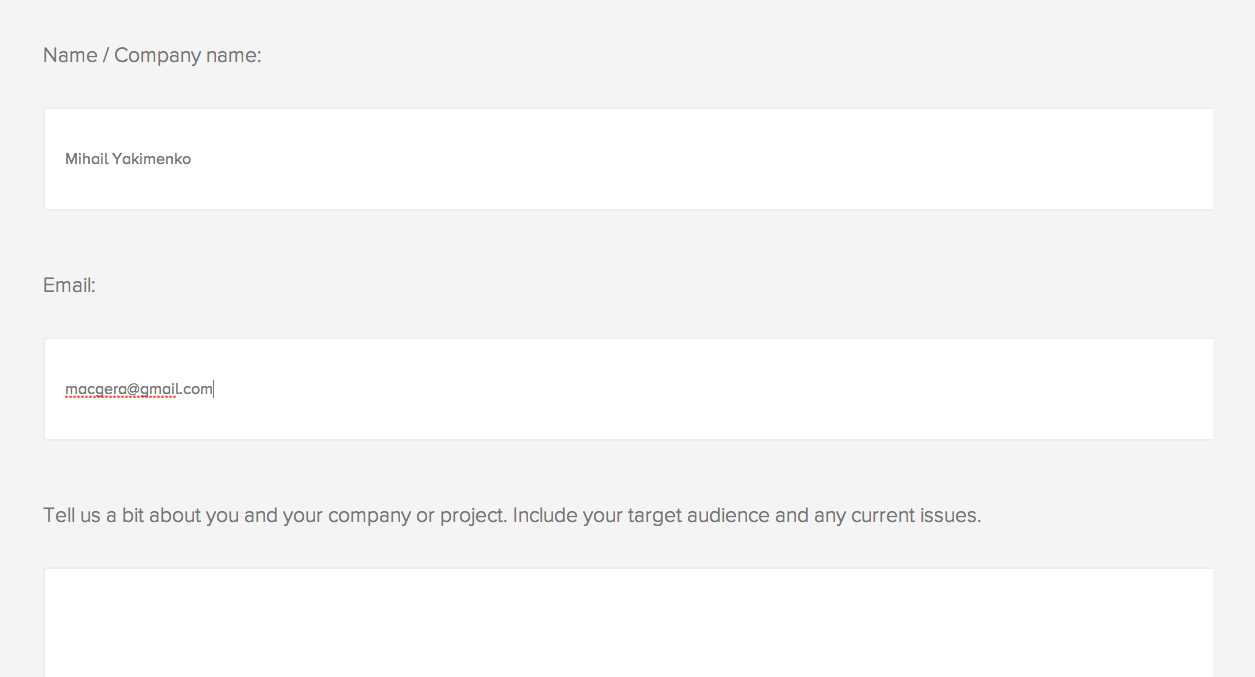 Name / Company name:
Mihail Yakimenko
Email:
macgera@gmail.com
Tell us a bit about you and your company or project. Include your target audience and any current issues.